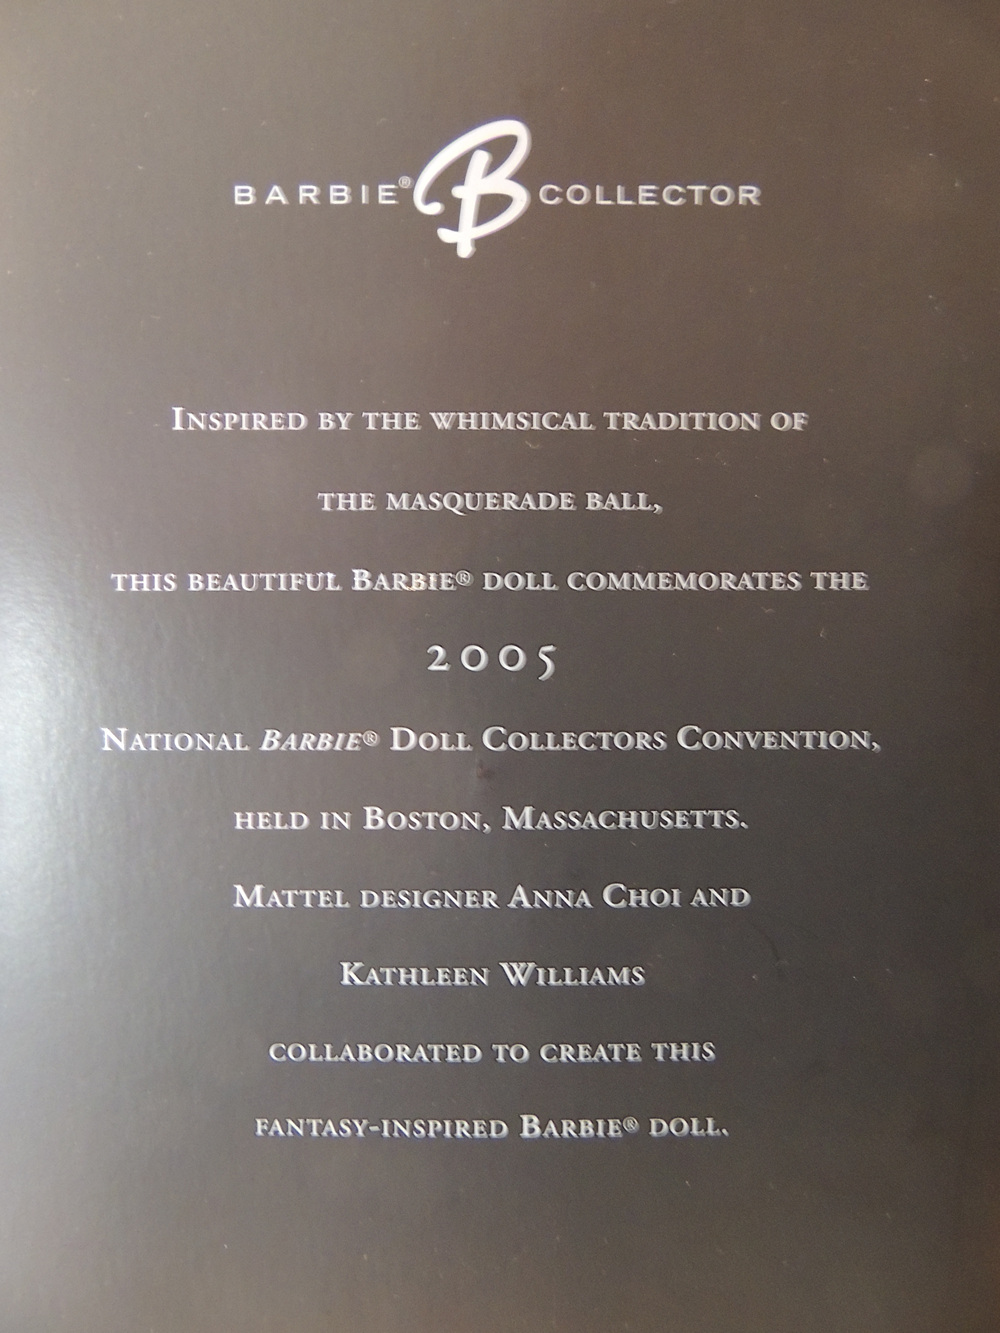 BARBIE® B COLLECTOR
INSPIRED BY THE WHIMSICAL TRADITION OF
THE MASQUERADE BALL,
THIS BEAUTIFUL BARBIE® DOLL COMMEMORATES THE
2005
NATIONAL BARBIE® DOLL COLLECTORS CONVENTION,
HELD IN BOSTON, MASSACHUSETTS.
MATTEL DESIGNER ANNA CHOI AND
KATHLEEN WILLIAMS
COLLABORATED TO CREATE THIS
FANTASY-INSPIRED BARBIE® DOLL.